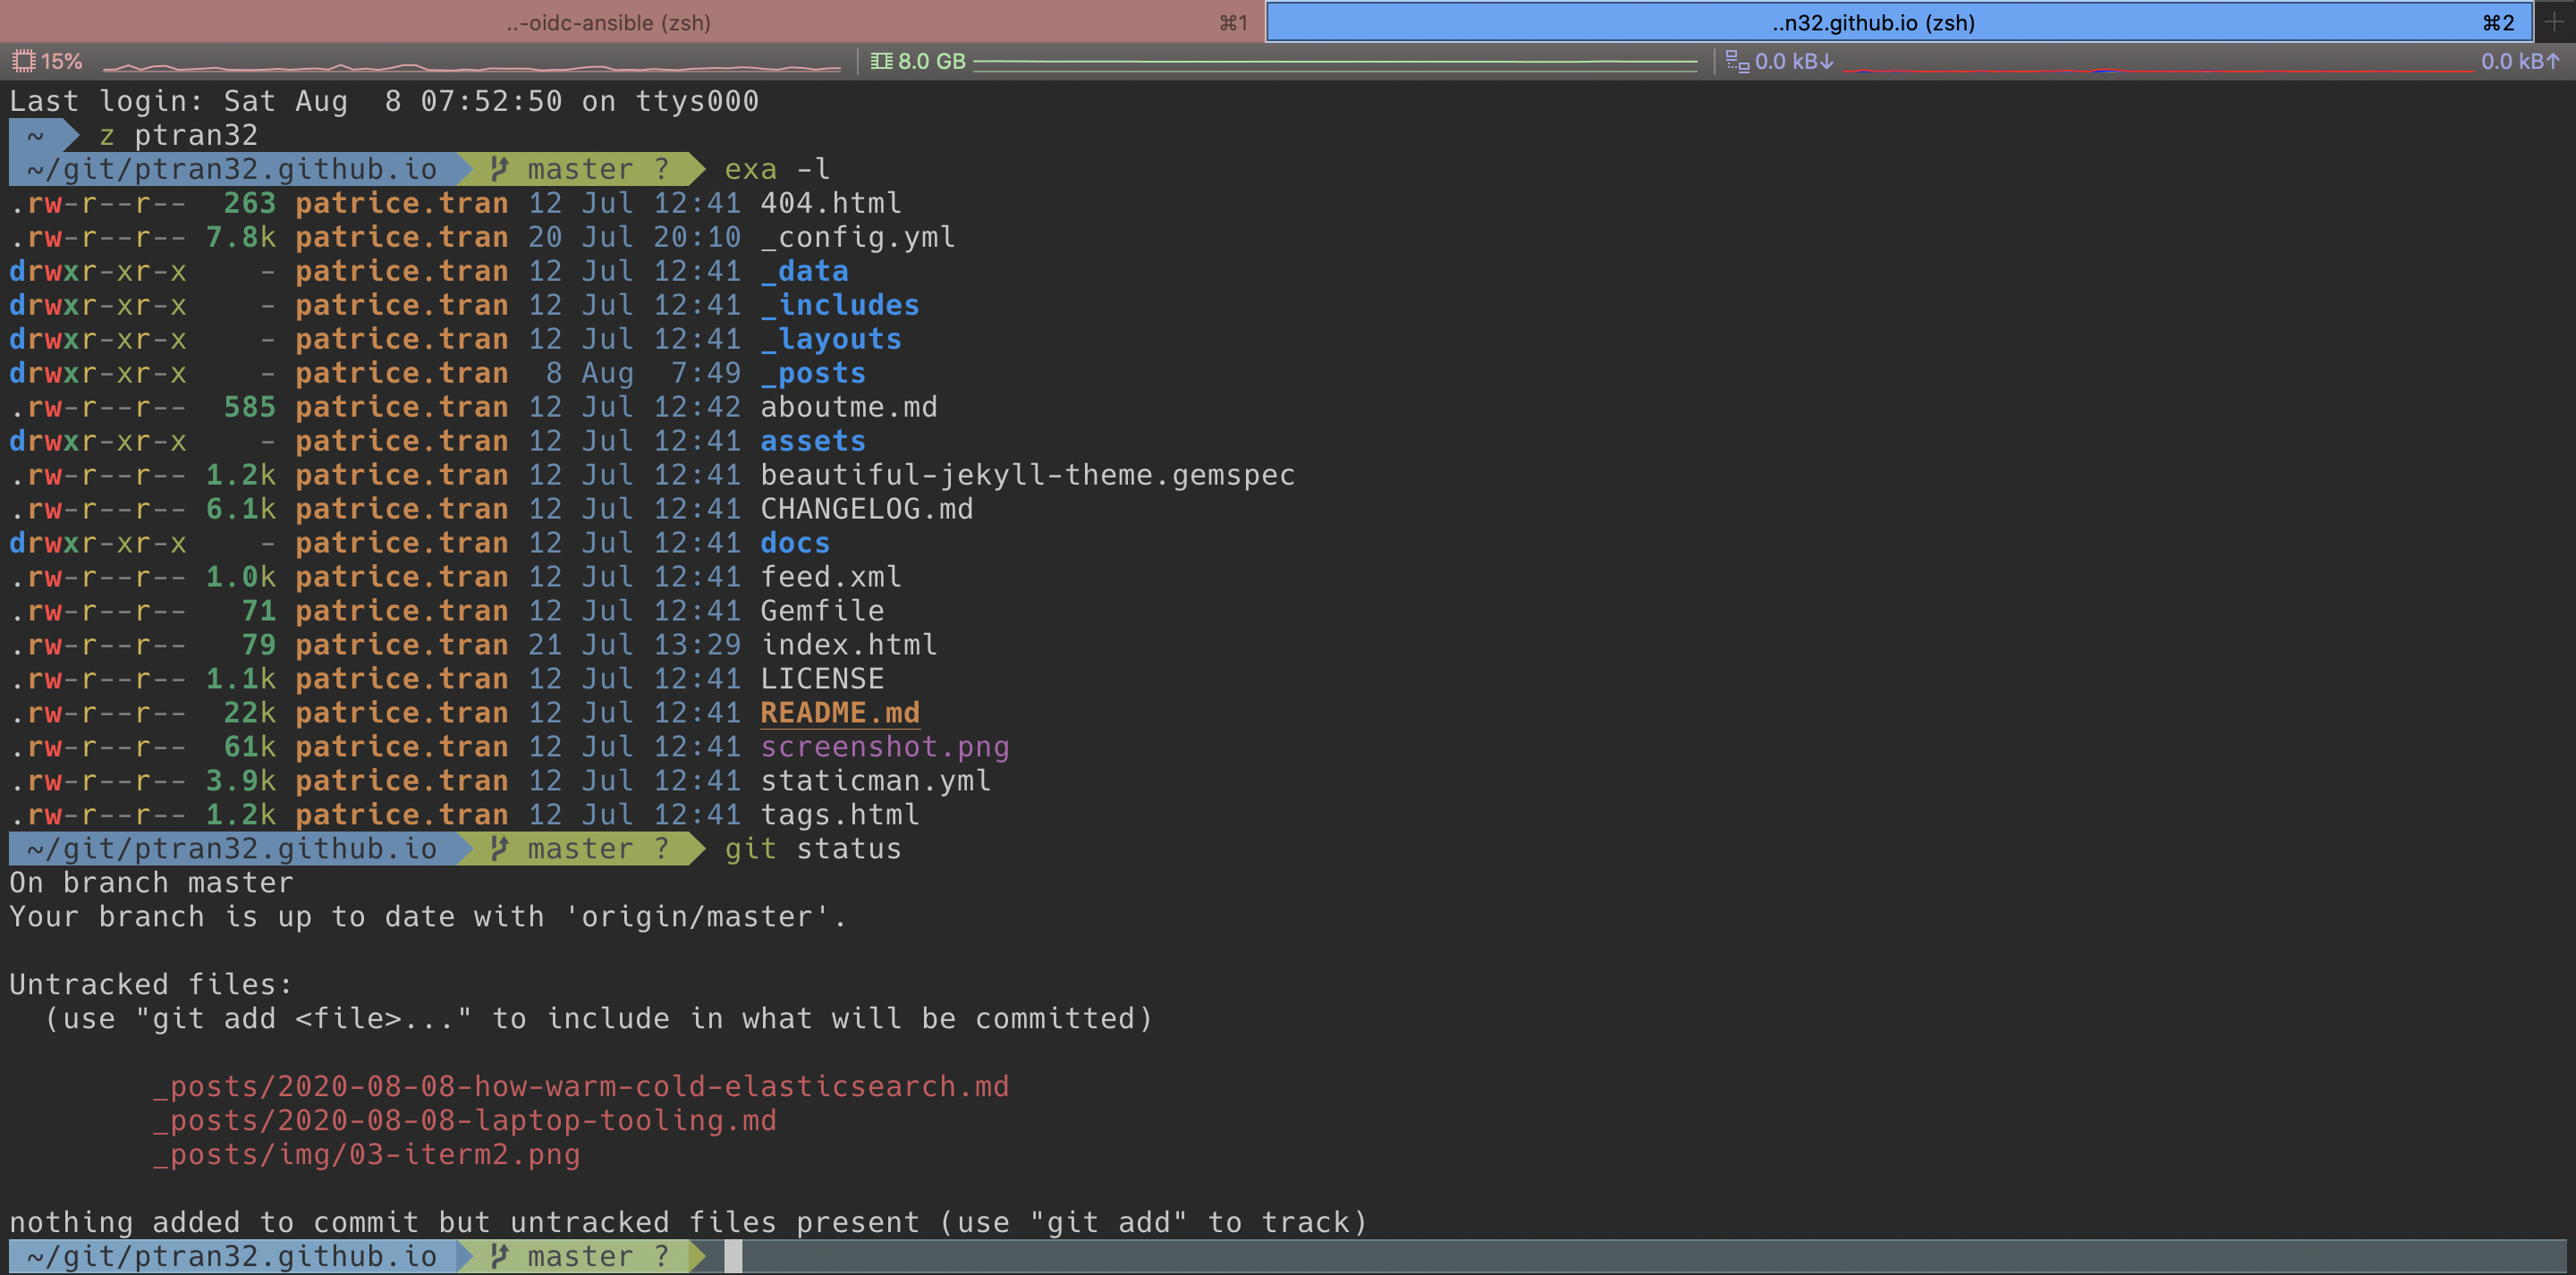 ..-oidc-ansible (zsh) ⌘1 ..n32.github.io (zsh) ⌘2 +
15% 8.0 GB 0.0 kB↓ 0.0 kB↑
Last login: Sat Aug  8 07:52:50 on ttys000
~ z ptran32
~/git/ptran32.github.io master ? exa -l
.rw-r--r--  263 patrice.tran 12 Jul 12:41 404.html
.rw-r--r-- 7.8k patrice.tran 20 Jul 20:10 _config.yml
drwxr-xr-x    - patrice.tran 12 Jul 12:41 _data
drwxr-xr-x    - patrice.tran 12 Jul 12:41 _includes
drwxr-xr-x    - patrice.tran 12 Jul 12:41 _layouts
drwxr-xr-x    - patrice.tran  8 Aug  7:49 _posts
.rw-r--r--  585 patrice.tran 12 Jul 12:42 aboutme.md
drwxr-xr-x    - patrice.tran 12 Jul 12:41 assets
.rw-r--r-- 1.2k patrice.tran 12 Jul 12:41 beautiful-jekyll-theme.gemspec
.rw-r--r-- 6.1k patrice.tran 12 Jul 12:41 CHANGELOG.md
drwxr-xr-x    - patrice.tran 12 Jul 12:41 docs
.rw-r--r-- 1.0k patrice.tran 12 Jul 12:41 feed.xml
.rw-r--r--   71 patrice.tran 12 Jul 12:41 Gemfile
.rw-r--r--   79 patrice.tran 21 Jul 13:29 index.html
.rw-r--r-- 1.1k patrice.tran 12 Jul 12:41 LICENSE
.rw-r--r--  22k patrice.tran 12 Jul 12:41 README.md
.rw-r--r--  61k patrice.tran 12 Jul 12:41 screenshot.png
.rw-r--r-- 3.9k patrice.tran 12 Jul 12:41 staticman.yml
.rw-r--r-- 1.2k patrice.tran 12 Jul 12:41 tags.html
~/git/ptran32.github.io master ? git status
On branch master
Your branch is up to date with 'origin/master'.
Untracked files:
  (use "git add <file>..." to include in what will be committed)
        _posts/2020-08-08-how-warm-cold-elasticsearch.md
        _posts/2020-08-08-laptop-tooling.md
        _posts/img/03-iterm2.png
nothing added to commit but untracked files present (use "git add" to track)
~/git/ptran32.github.io master ?